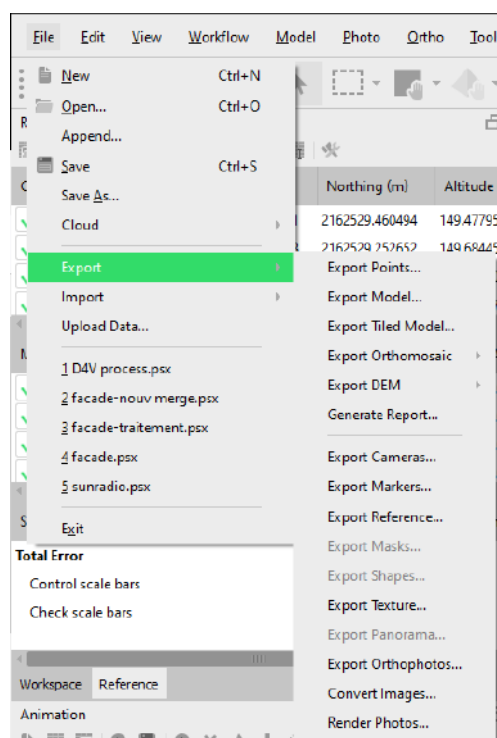 File Edit View Workflow Model Photo Ortho Tool
New Ctrl+N
Open... Ctrl+O
Append...
Save Ctrl+S
Save As...
Cloud
Export
Import
Upload Data...
1 D4V process.psx
2 facade-nouv merge.psx
3 facade-traitement.psx
4 facade.psx
5 sunradio.psx
Exit
Northing (m) Altitude
2162529.460494 149.47795
2162529.252652 149.68445
Export Points...
Export Model...
Export Tiled Model...
Export Orthomosaic
Export DEM
Generate Report...
Export Cameras...
Export Markers...
Export Reference...
Export Masks...
Export Shapes...
Export Texture...
Export Panorama...
Export Orthophotos...
Convert Images...
Render Photos...
Total Error
Control scale bars
Check scale bars
Workspace Reference
Animation